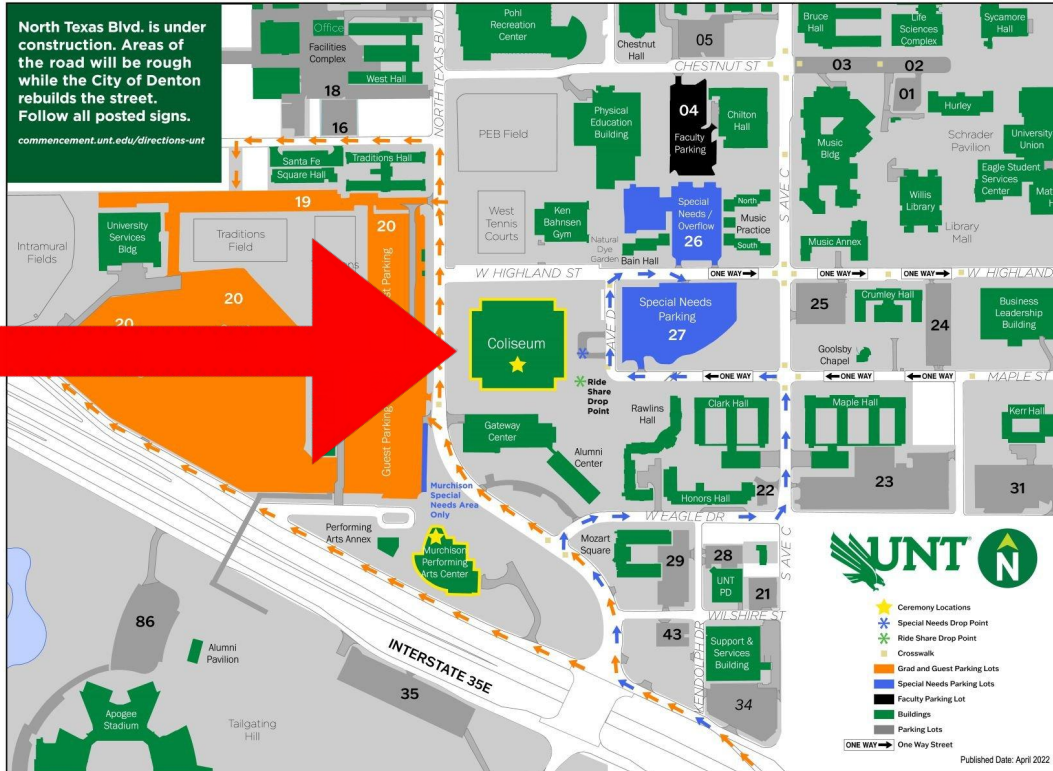 North Texas Blvd. is under
construction. Areas of
the road will be rough
while the City of Denton
rebuilds the street.
Follow all posted signs.
commencement.unt.edu/directions-unt
Office
Facilities
Complex
West Hall
18
16
NORTH TEXAS BLVD
Pohl
Recreation
Center
Chestnut
Hall
05
CHESTNUT ST
Bruce
Hall
Life
Sciences
Complex
Sycamore
Hall
03
02
01
Hurley
PEB Field
Physical
Education
Building
04
Faculty
Parking
Chilton
Hall
S AVE C
Music
Bldg
Schrader
Pavilion
University
Union
Eagle Student
Services
Center
Willis
Library
Library
Mall
Music Annex
Santa Fe
Square Hall
Traditions Hall
19
20
University
Services
Bldg
Traditions
Field
Intramural
Fields
West
Tennis
Courts
Ken
Bahnsen
Gym
Natural
Dye
Garden
Bain Hall
Special
Needs /
Overflow
26
North
Music
Practice
South
W HIGHLAND ST
ONE WAY
ONE WAY
ONE WAY
W. HIGHLAND
20
20
Guest Parking
Coliseum
AVE D
Special Needs
Parking
27
25
Crumley Hall
24
Goolsby
Chapel
Business
Leadership
Building
Ride
Share
Drop
Point
ONE WAY
ONE WAY
ONE WAY
MAPLE ST
Rawlins
Hall
Clark Hall
Maple Hall
Kerr Hall
Gateway
Center
Alumni
Center
Honors Hall
22
23
31
Murchison
Special
Needs Area
Only
W EAGLE DR
Performing
Arts Annex
Murchison
Performing
Arts Center
Mozart
Square
29
28
UNT
PD
21
S AVE C
WILSHIRE ST
43
KENDOLPH DR
Support &
Services
Building
34
86
Alumni
Pavilion
INTERSTATE 35E
35
Apogee
Stadium
Tailgating
Hill
UNT
N
Ceremony Locations
Special Needs Drop Point
Ride Share Drop Point
Crosswalk
Grad and Guest Parking Lots
Special Needs Parking Lots
Faculty Parking Lot
Buildings
Parking Lots
ONE WAY One Way Street
Published Date: April 2022